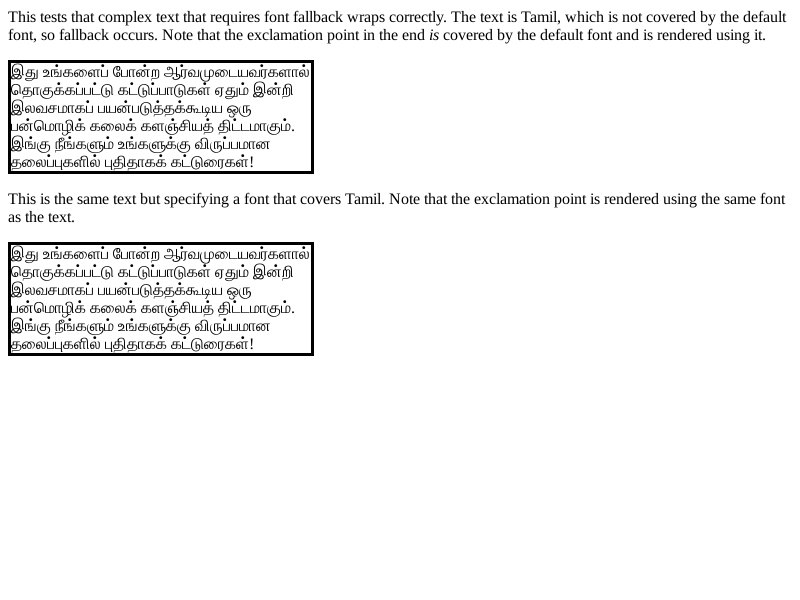 This tests that complex text that requires font fallback wraps correctly. The text is Tamil, which is not covered by the default
font, so fallback occurs. Note that the exclamation point in the end is covered by the default font and is rendered using it.
இது உங்களைப் போன்ற ஆர்வமுடையவர்களால்
தொகுக்கப்பட்டு கட்டுப்பாடுகள் ஏதும் இன்றி
இலவசமாகப் பயன்படுத்தக்கூடிய ஒரு
பன்மொழிக் கலைக் களஞ்சியத் திட்டமாகும்.
இங்கு நீங்களும் உங்களுக்கு விருப்பமான
தலைப்புகளில் புதிதாகக் கட்டுரைகள்!
This is the same text but specifying a font that covers Tamil. Note that the exclamation point is rendered using the same font
as the text.
இது உங்களைப் போன்ற ஆர்வமுடையவர்களால்
தொகுக்கப்பட்டு கட்டுப்பாடுகள் ஏதும் இன்றி
இலவசமாகப் பயன்படுத்தக்கூடிய ஒரு
பன்மொழிக் கலைக் களஞ்சியத் திட்டமாகும்.
இங்கு நீங்களும் உங்களுக்கு விருப்பமான
தலைப்புகளில் புதிதாகக் கட்டுரைகள்!